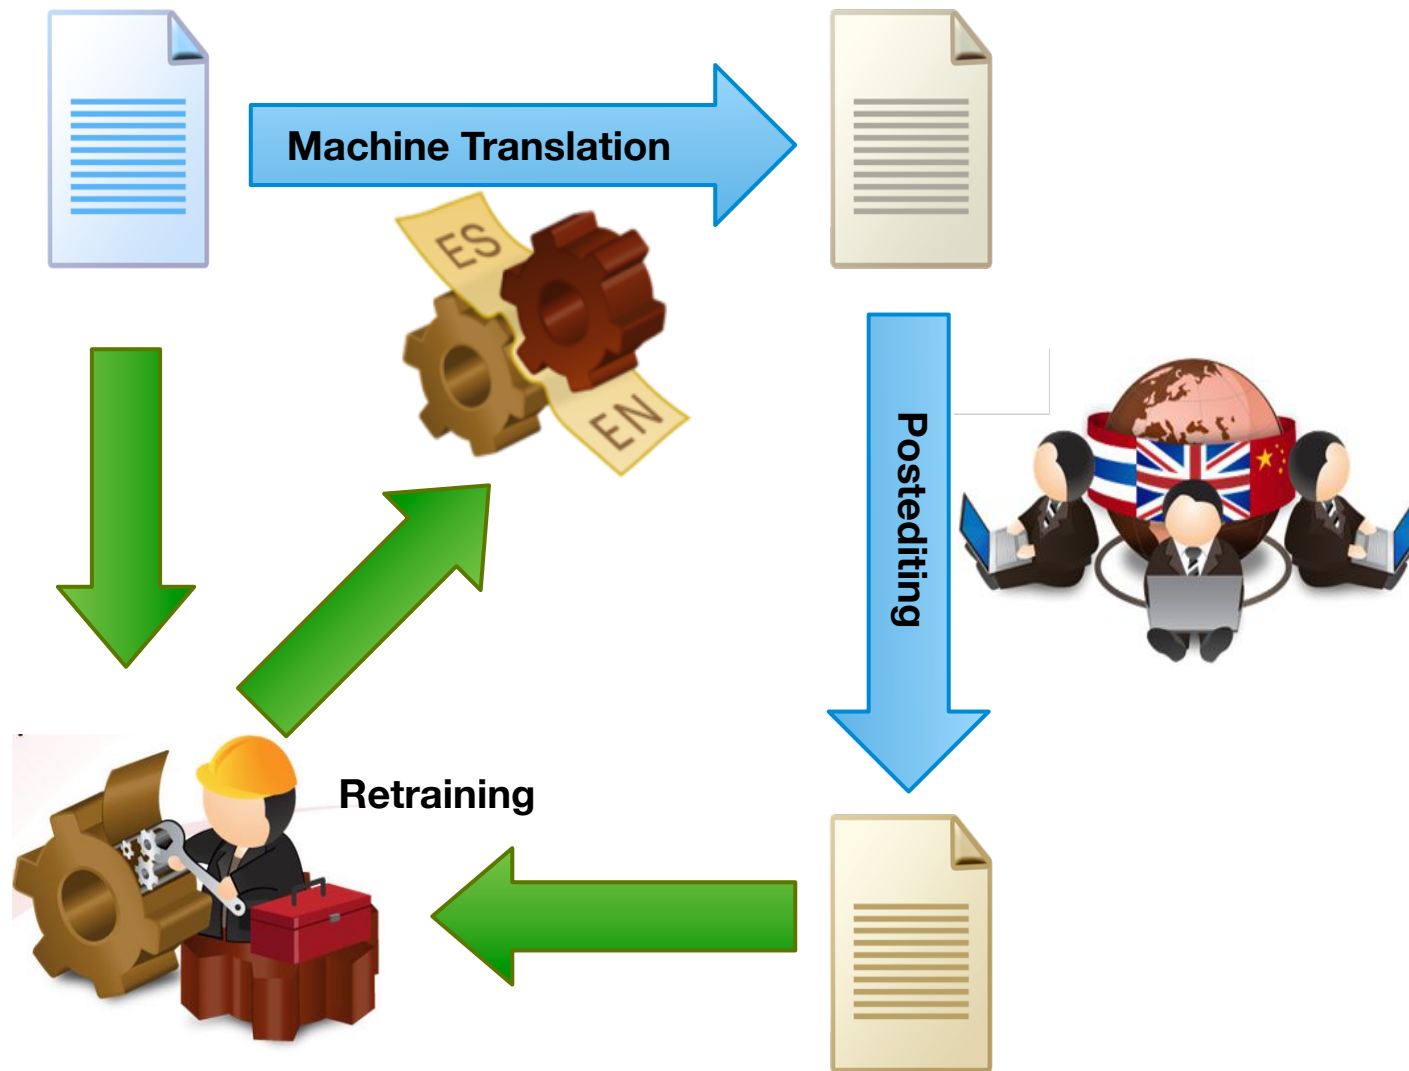 Machine Translation
ES
EN
Postediting
Retraining